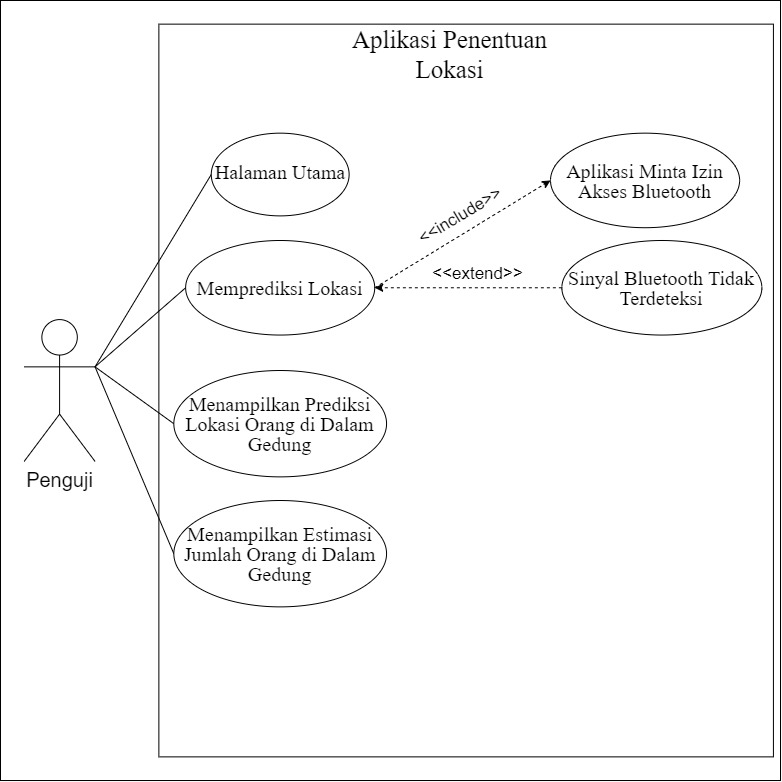 Aplikasi Penentuan
Lokasi
Halaman Utama
Aplikasi Minta Izin
Akses Bluetooth
<<include>>
<<extend>>
Memprediksi Lokasi
Sinyal Bluetooth Tidak
Terdeteksi
Menampilkan Prediksi
Lokasi Orang di Dalam
Gedung
Penguji
Menampilkan Estimasi
Jumlah Orang di Dalam
Gedung